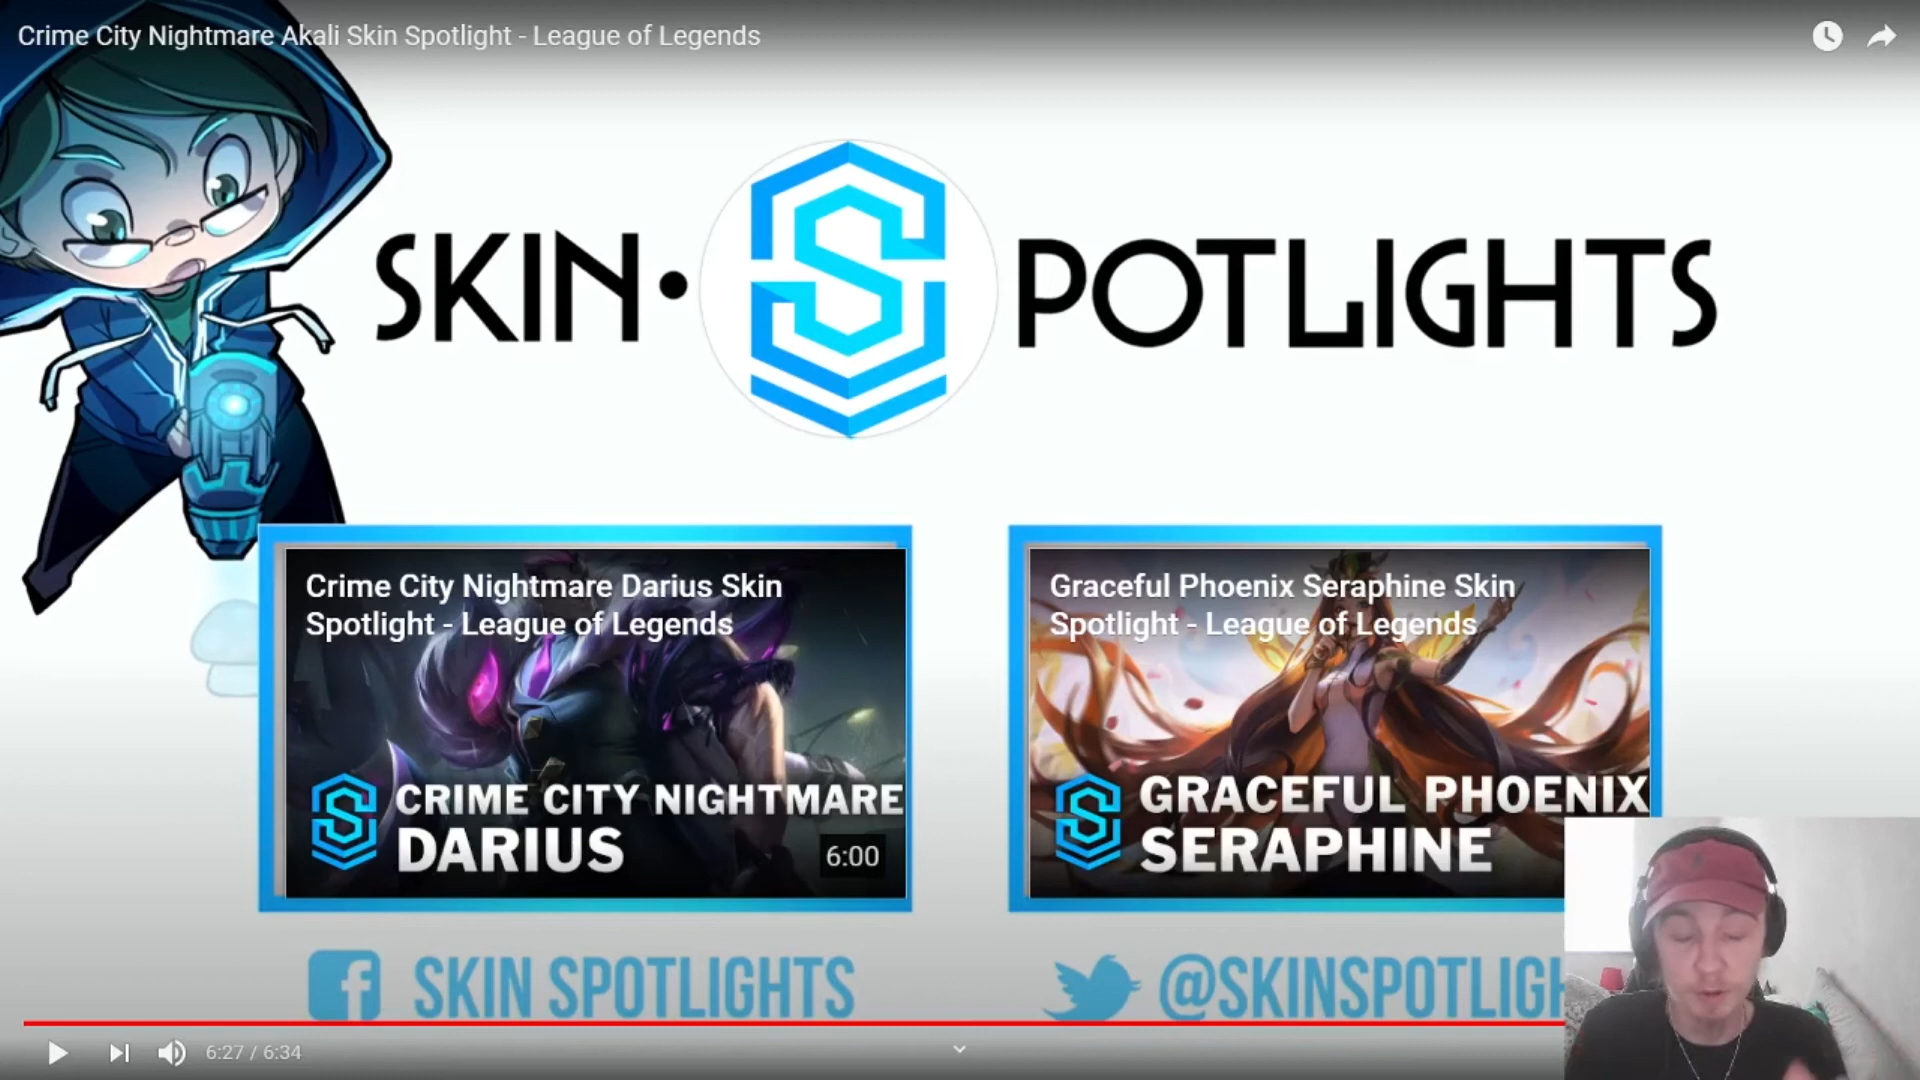 Crime City Nightmare Akali Skin Spotlight - League of Legends
SKIN • SPOTLIGHTS
Crime City Nightmare Darius Skin
Spotlight - League of Legends
CRIME CITY NIGHTMARE
DARIUS
6:00
Graceful Phoenix Seraphine Skin
Spotlight - League of Legends
GRACEFUL PHOENIX
SERAPHINE
SKIN SPOTLIGHTS
@SKINSPOTLIGH
6:27 / 6:34